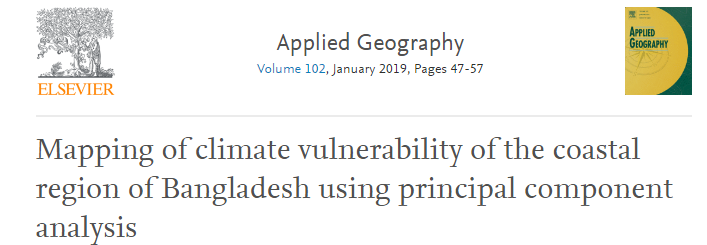 Applied Geography
Volume 102, January 2019, Pages 47-57
ELSEVIER
APPLIED
GEOGRAPHY
Mapping of climate vulnerability of the coastal
region of Bangladesh using principal component
analysis